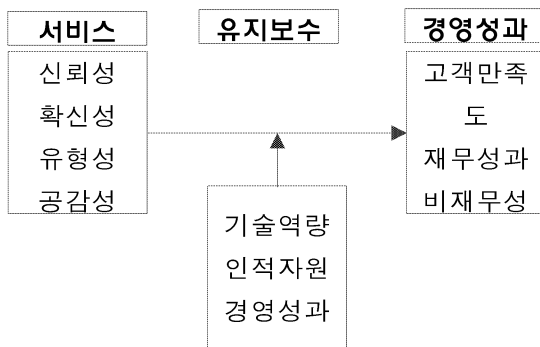 서비스
유지보수
경영성과
신뢰성
확신성
유형성
공감성
고객만족
도
재무성과
비재무성
기술역량
인적자원
경영성과